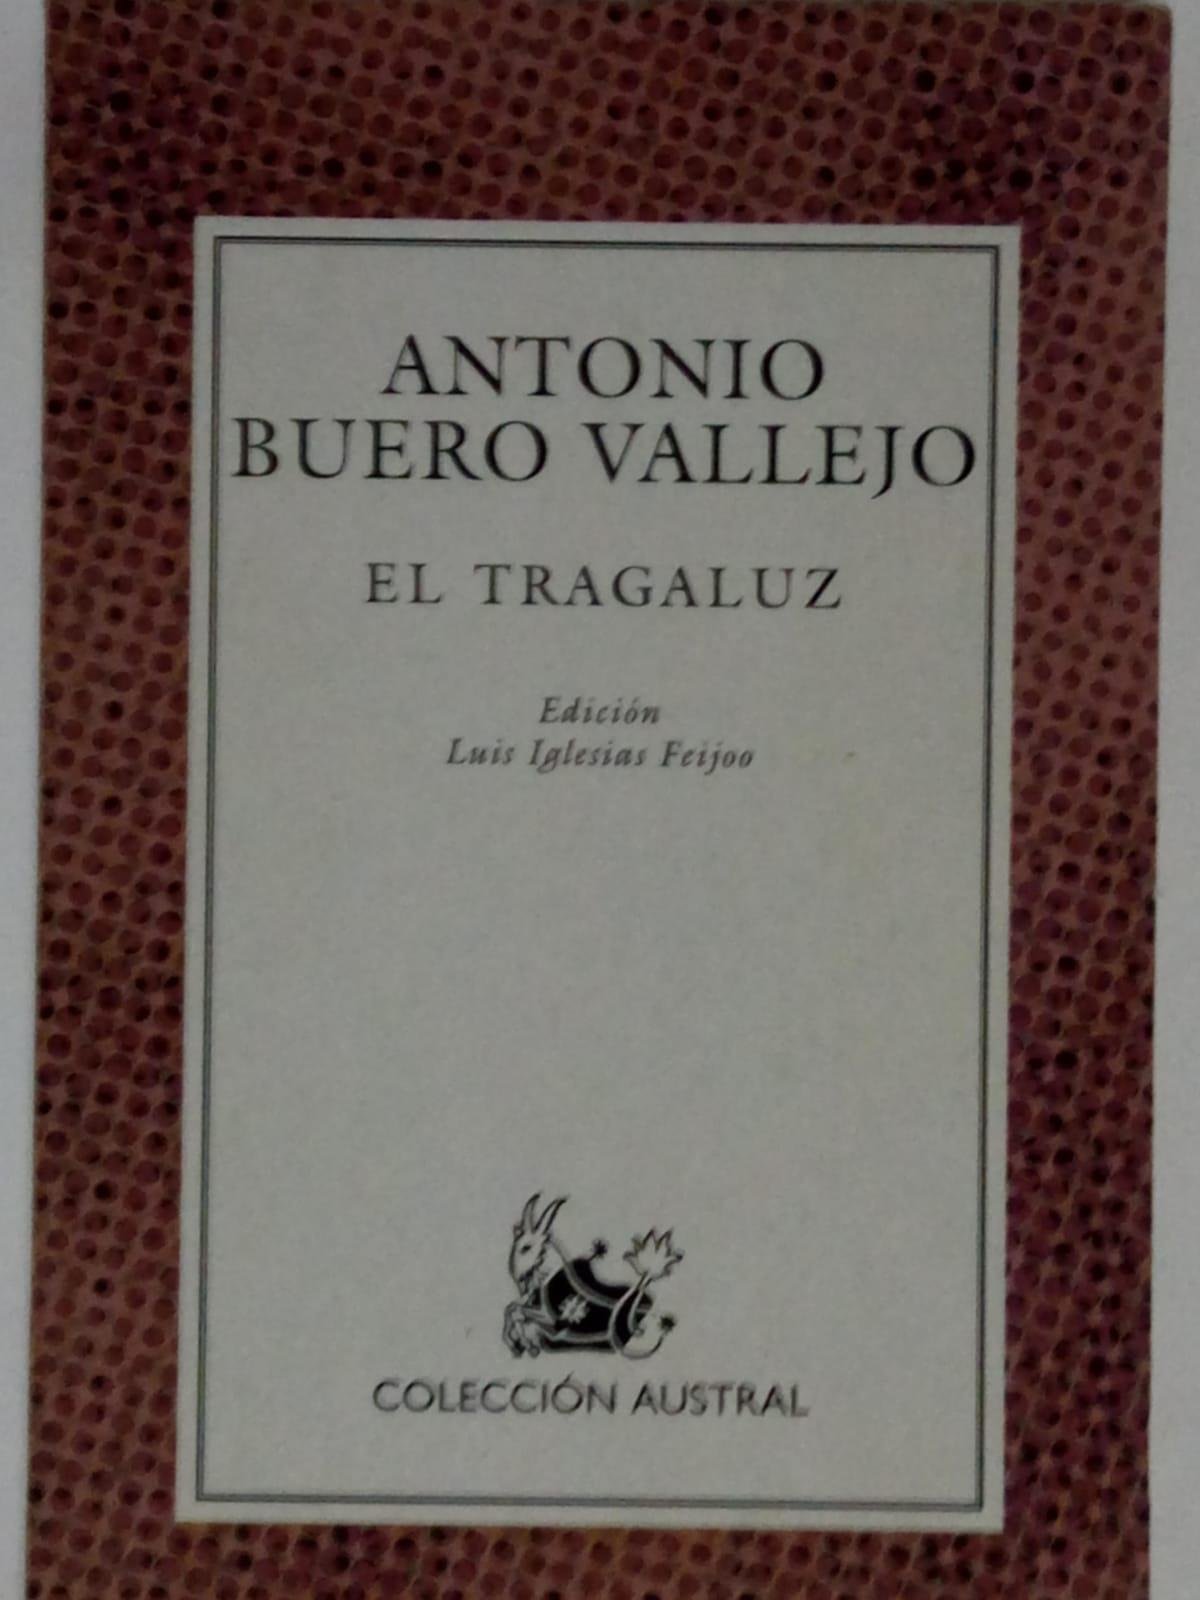 ANTONIO
BUERO VALLEJO
EL TRAGALUZ
Edición
Luis Iglesias Feijoo
COLECCIÓN AUSTRAL